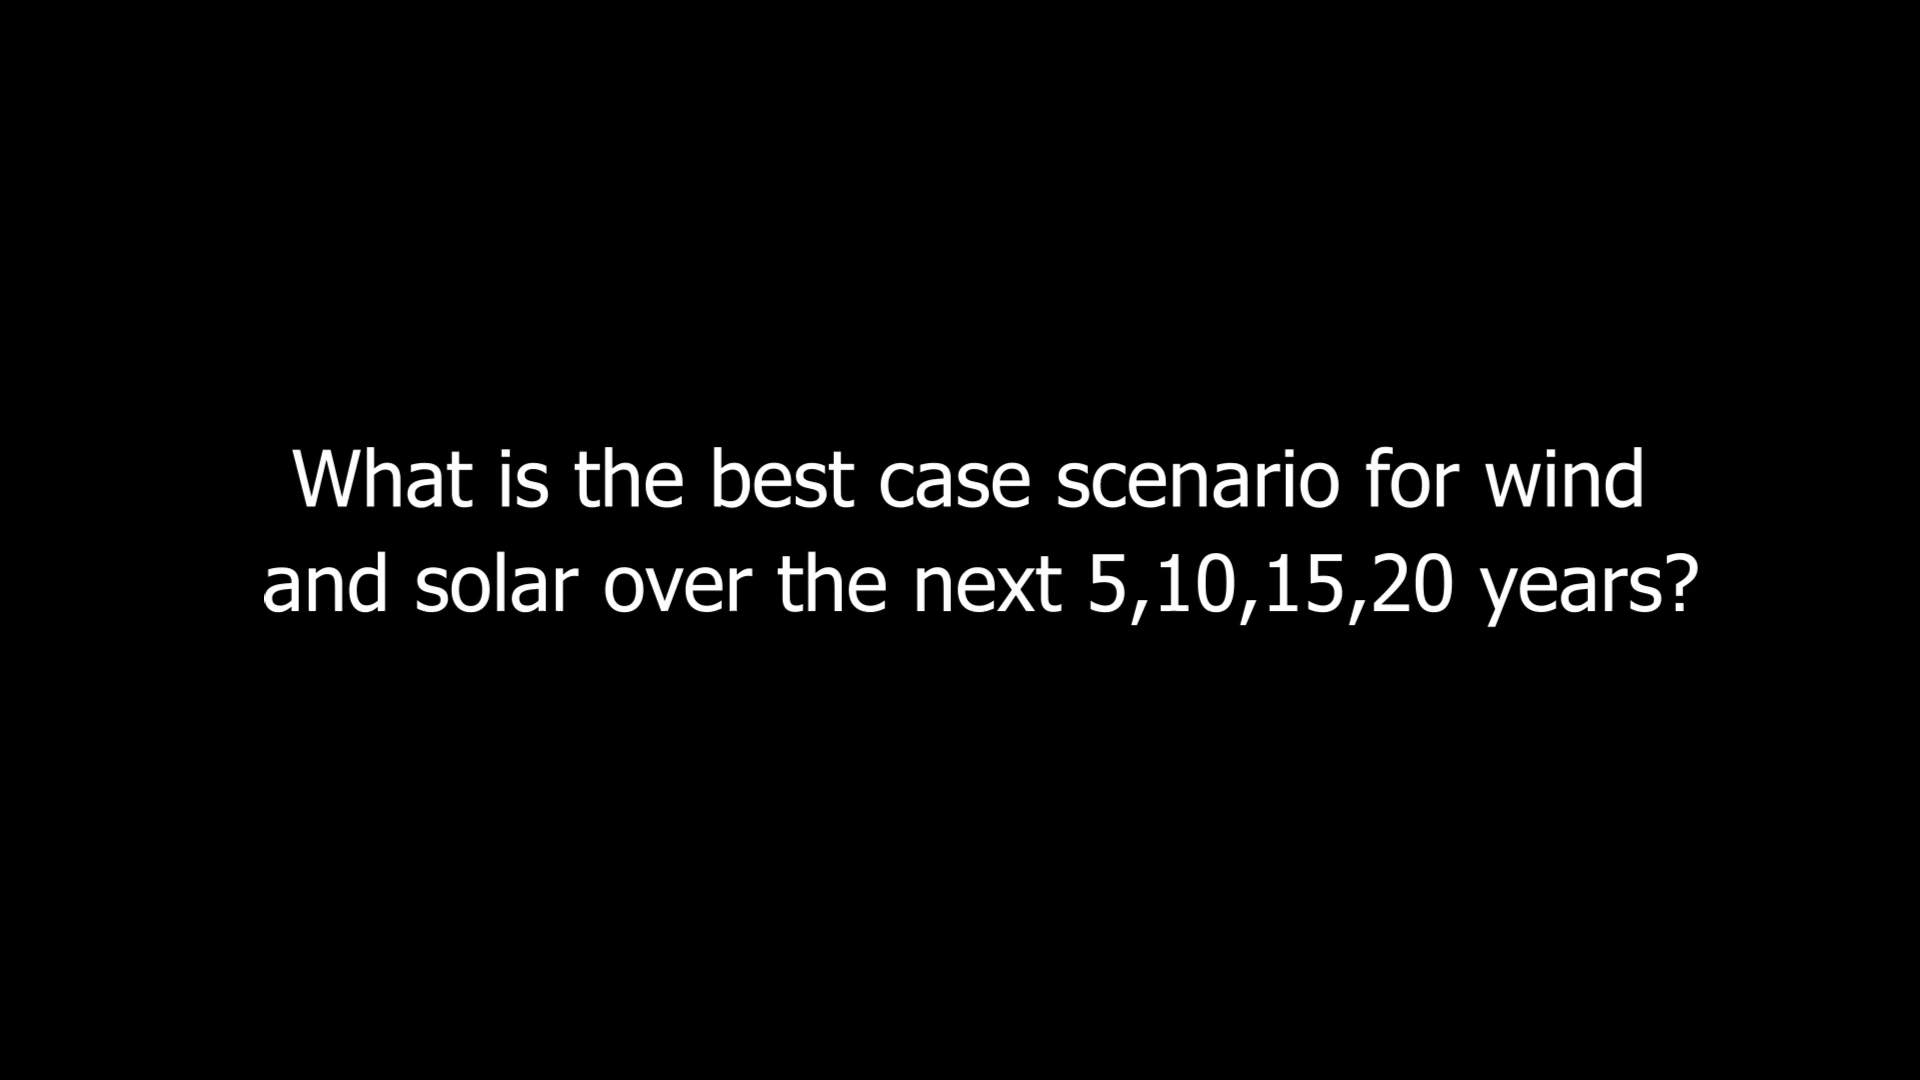 What is the best case scenario for wind
and solar over the next 5,10,15,20 years?